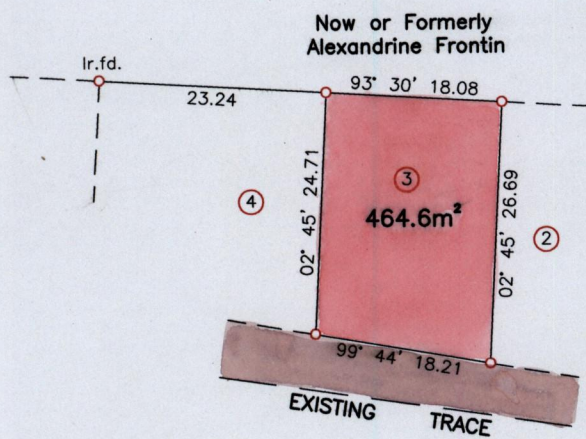 Now or Formerly
Alexandrine Frontin
Ir.fd.
23.24
93° 30' 18.08
02° 45' 24.71
02° 45' 26.69
4
3
464.6m²
2
99° 44' 18.21
EXISTING TRACE